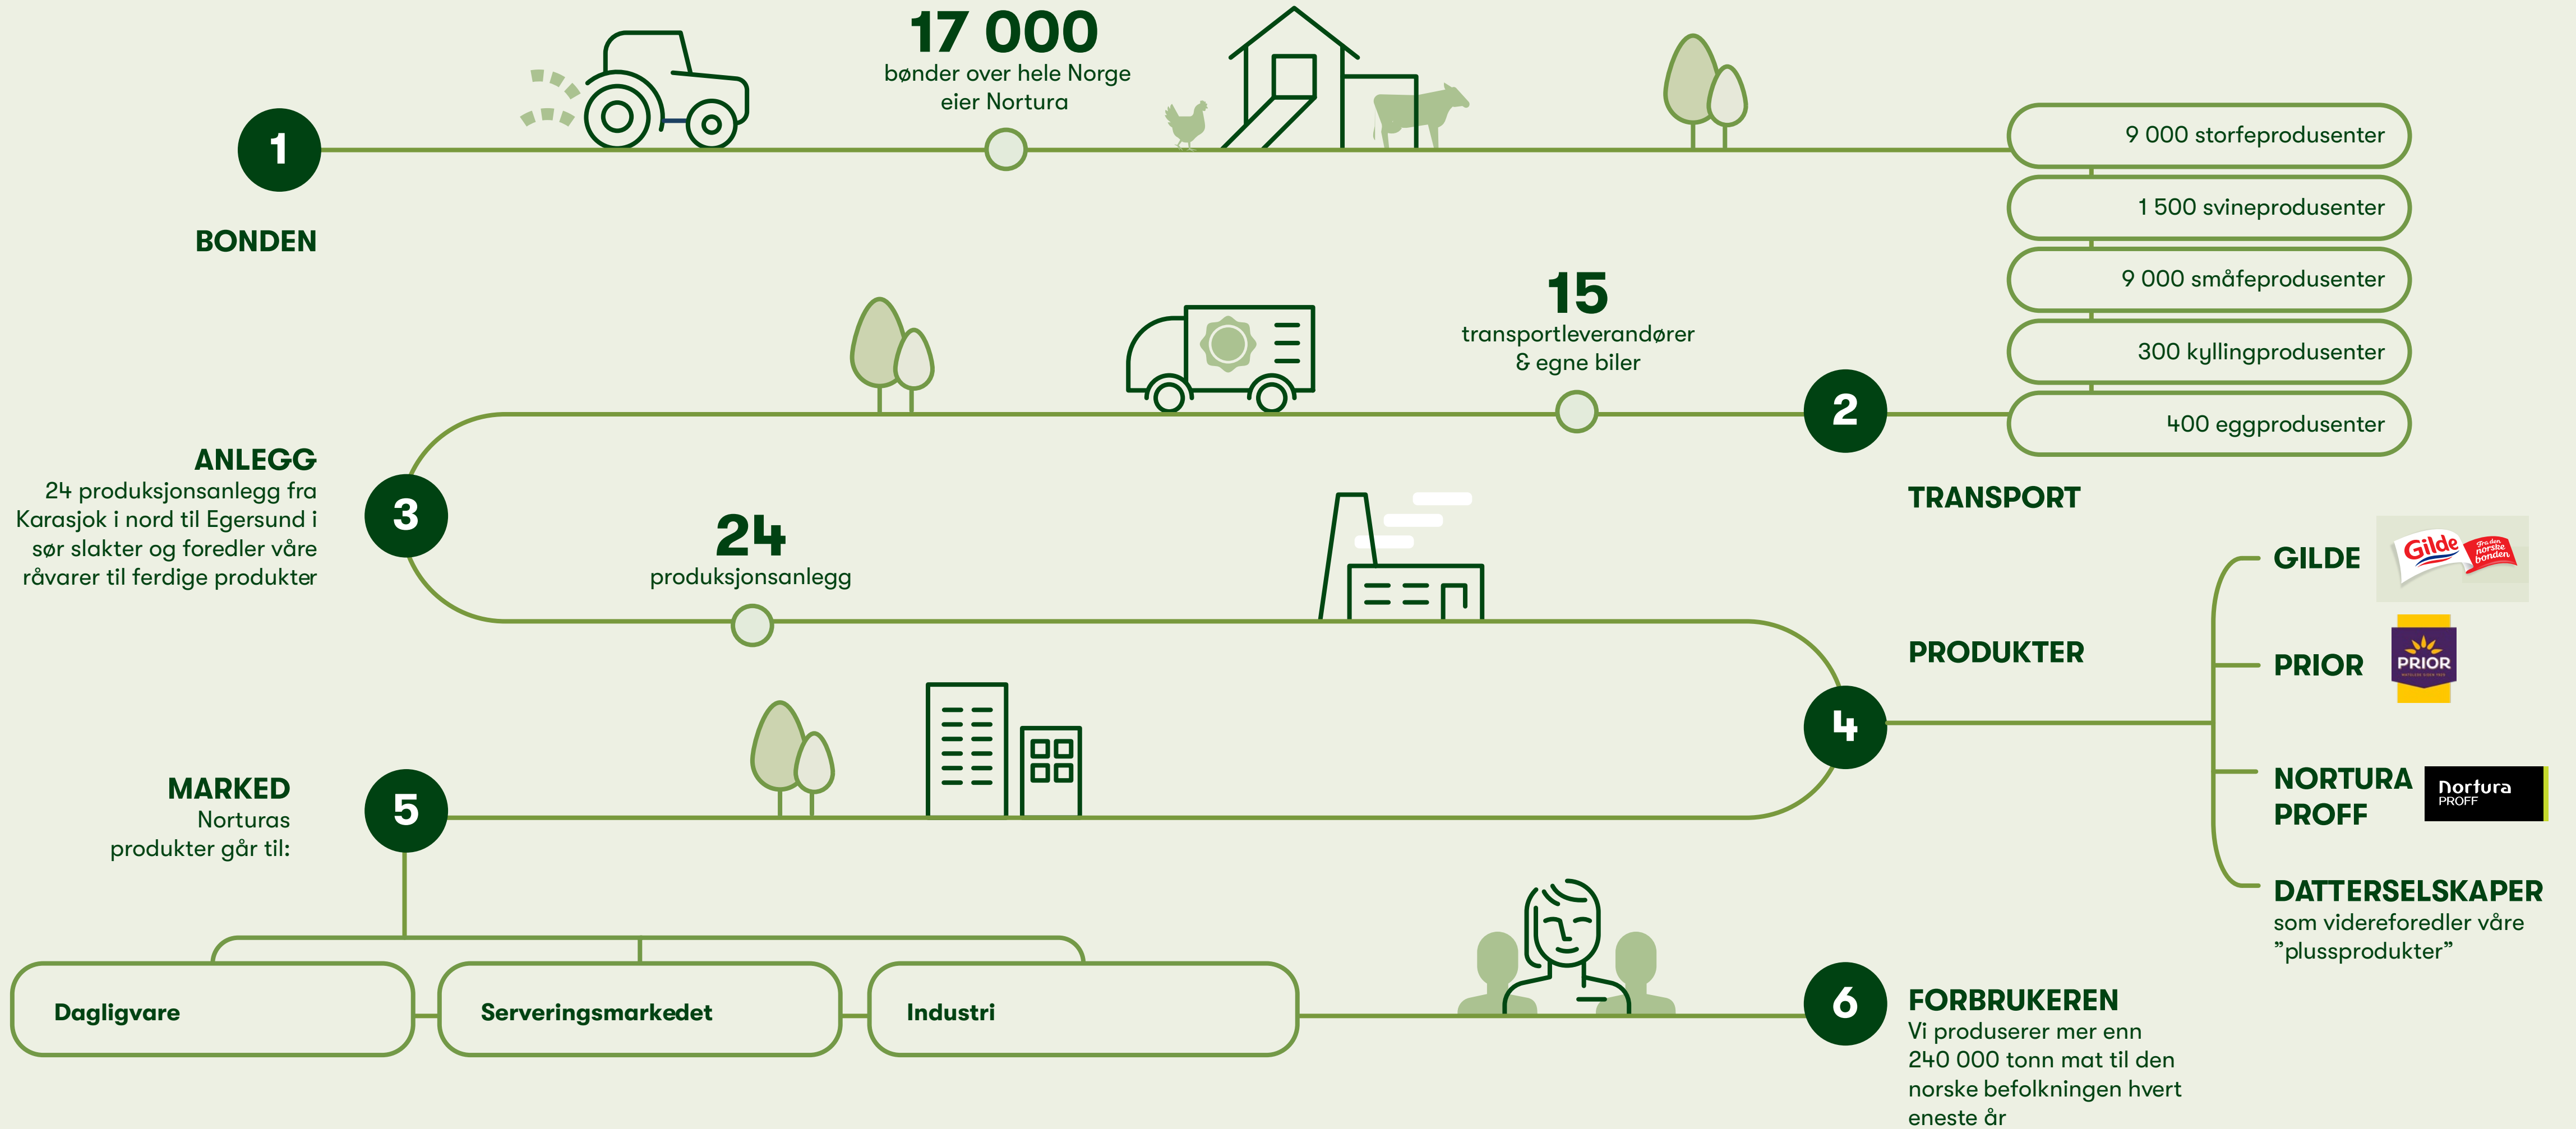 1
BONDEN
17 000
bønder over hele Norge
eier Nortura
9 000 storfeprodusenter
1 500 svineprodusenter
9 000 småfeprodusenter
300 kyllingprodusenter
400 eggprodusenter
2
TRANSPORT
15
transportleverandører
& egne biler
3
ANLEGG
24 produksjonsanlegg fra
Karasjok i nord til Egersund i
sør slakter og foredler våre
råvarer til ferdige produkter
24
produksjonsanlegg
4
PRODUKTER
GILDE
Gilde
Fra den
norske
bonden
PRIOR
PRIOR
NORTURA
PROFF
Nortura
PROFF
DATTERSELSKAPER
som videreforedler våre
”plussprodukter”
5
MARKED
Norturas
produkter går til:
Dagligvare
Serveringsmarkedet
Industri
6
FORBRUKEREN
Vi produserer mer enn
240 000 tonn mat til den
norske befolkningen hvert
eneste år